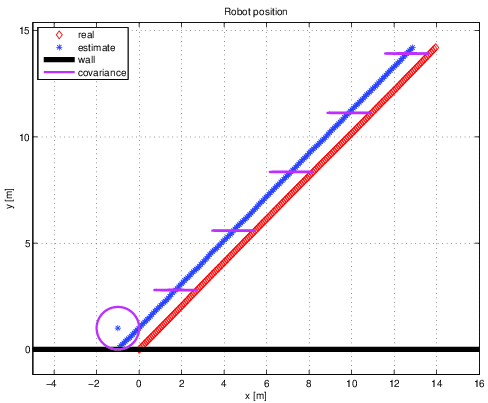 Robot position
real
estimate
wall
covariance
15
10
5
0
y [m]
−4 −2 0 2 4 6 8 10 12 14 16
x [m]